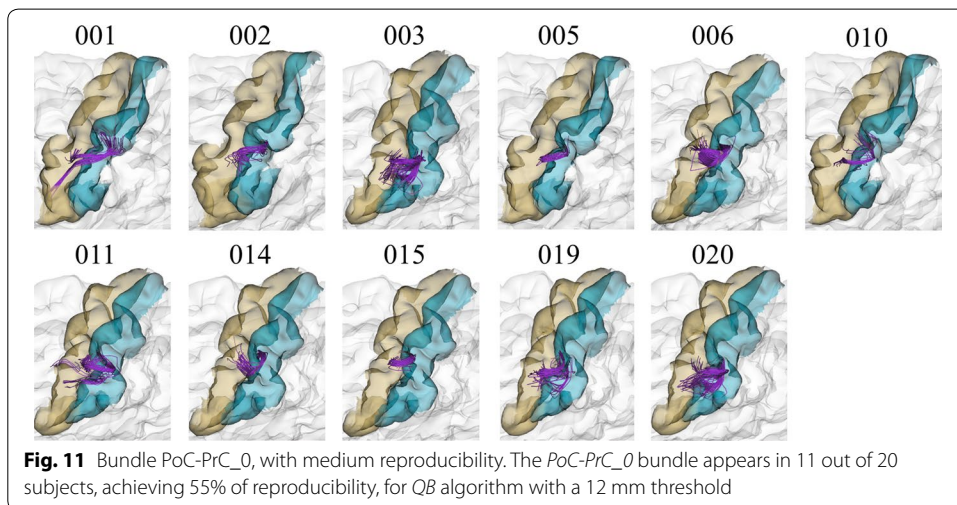 001 002 003 005 006 010
011 014 015 019 020
Fig. 11 Bundle PoC-PrC_0, with medium reproducibility. The PoC-PrC_0 bundle appears in 11 out of 20
subjects, achieving 55% of reproducibility, for QB algorithm with a 12 mm threshold